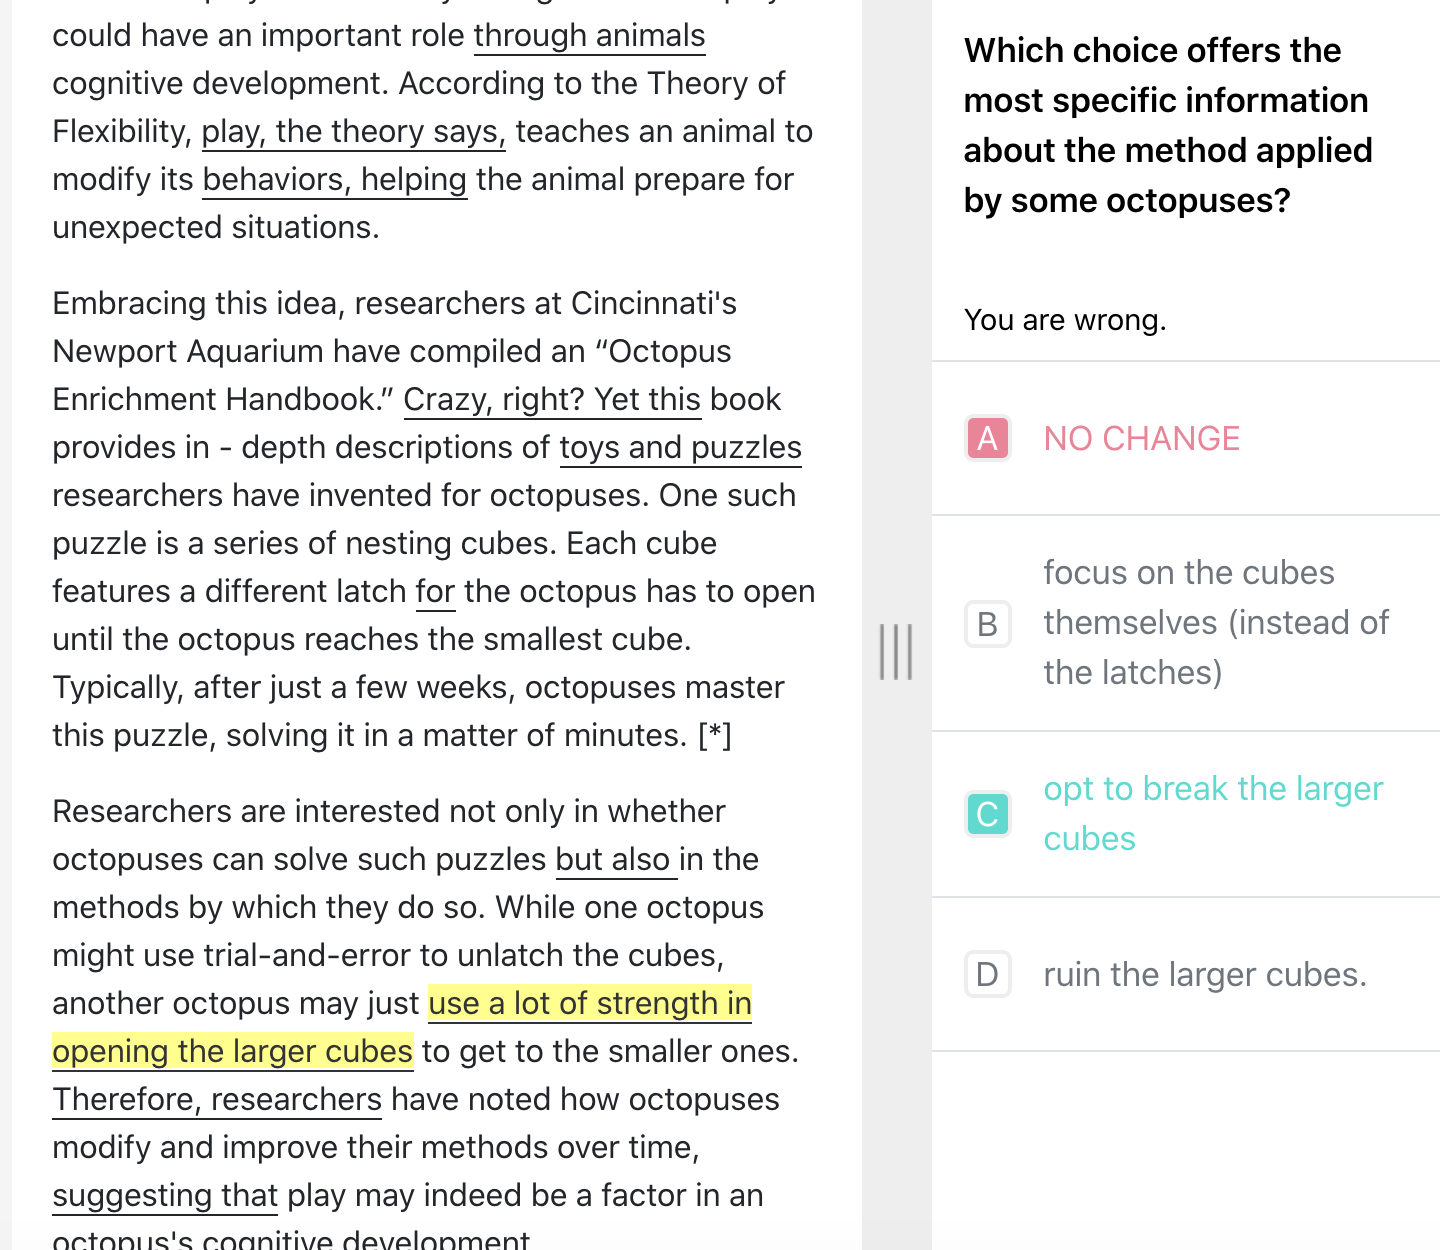 could have an important role through animals
cognitive development. According to the Theory of
Flexibility, play, the theory says, teaches an animal to
modify its behaviors, helping the animal prepare for
unexpected situations.
Embracing this idea, researchers at Cincinnati's
Newport Aquarium have compiled an “Octopus
Enrichment Handbook.” Crazy, right? Yet this book
provides in - depth descriptions of toys and puzzles
researchers have invented for octopuses. One such
puzzle is a series of nesting cubes. Each cube
features a different latch for the octopus has to open
until the octopus reaches the smallest cube.
Typically, after just a few weeks, octopuses master
this puzzle, solving it in a matter of minutes. [*]
Researchers are interested not only in whether
octopuses can solve such puzzles but also in the
methods by which they do so. While one octopus
might use trial-and-error to unlatch the cubes,
another octopus may just use a lot of strength in
opening the larger cubes to get to the smaller ones.
Therefore, researchers have noted how octopuses
modify and improve their methods over time,
suggesting that play may indeed be a factor in an
octopus's cognitive development
Which choice offers the
most specific information
about the method applied
by some octopuses?
You are wrong.
A NO CHANGE
B focus on the cubes
themselves (instead of
the latches)
C opt to break the larger
cubes
D ruin the larger cubes.